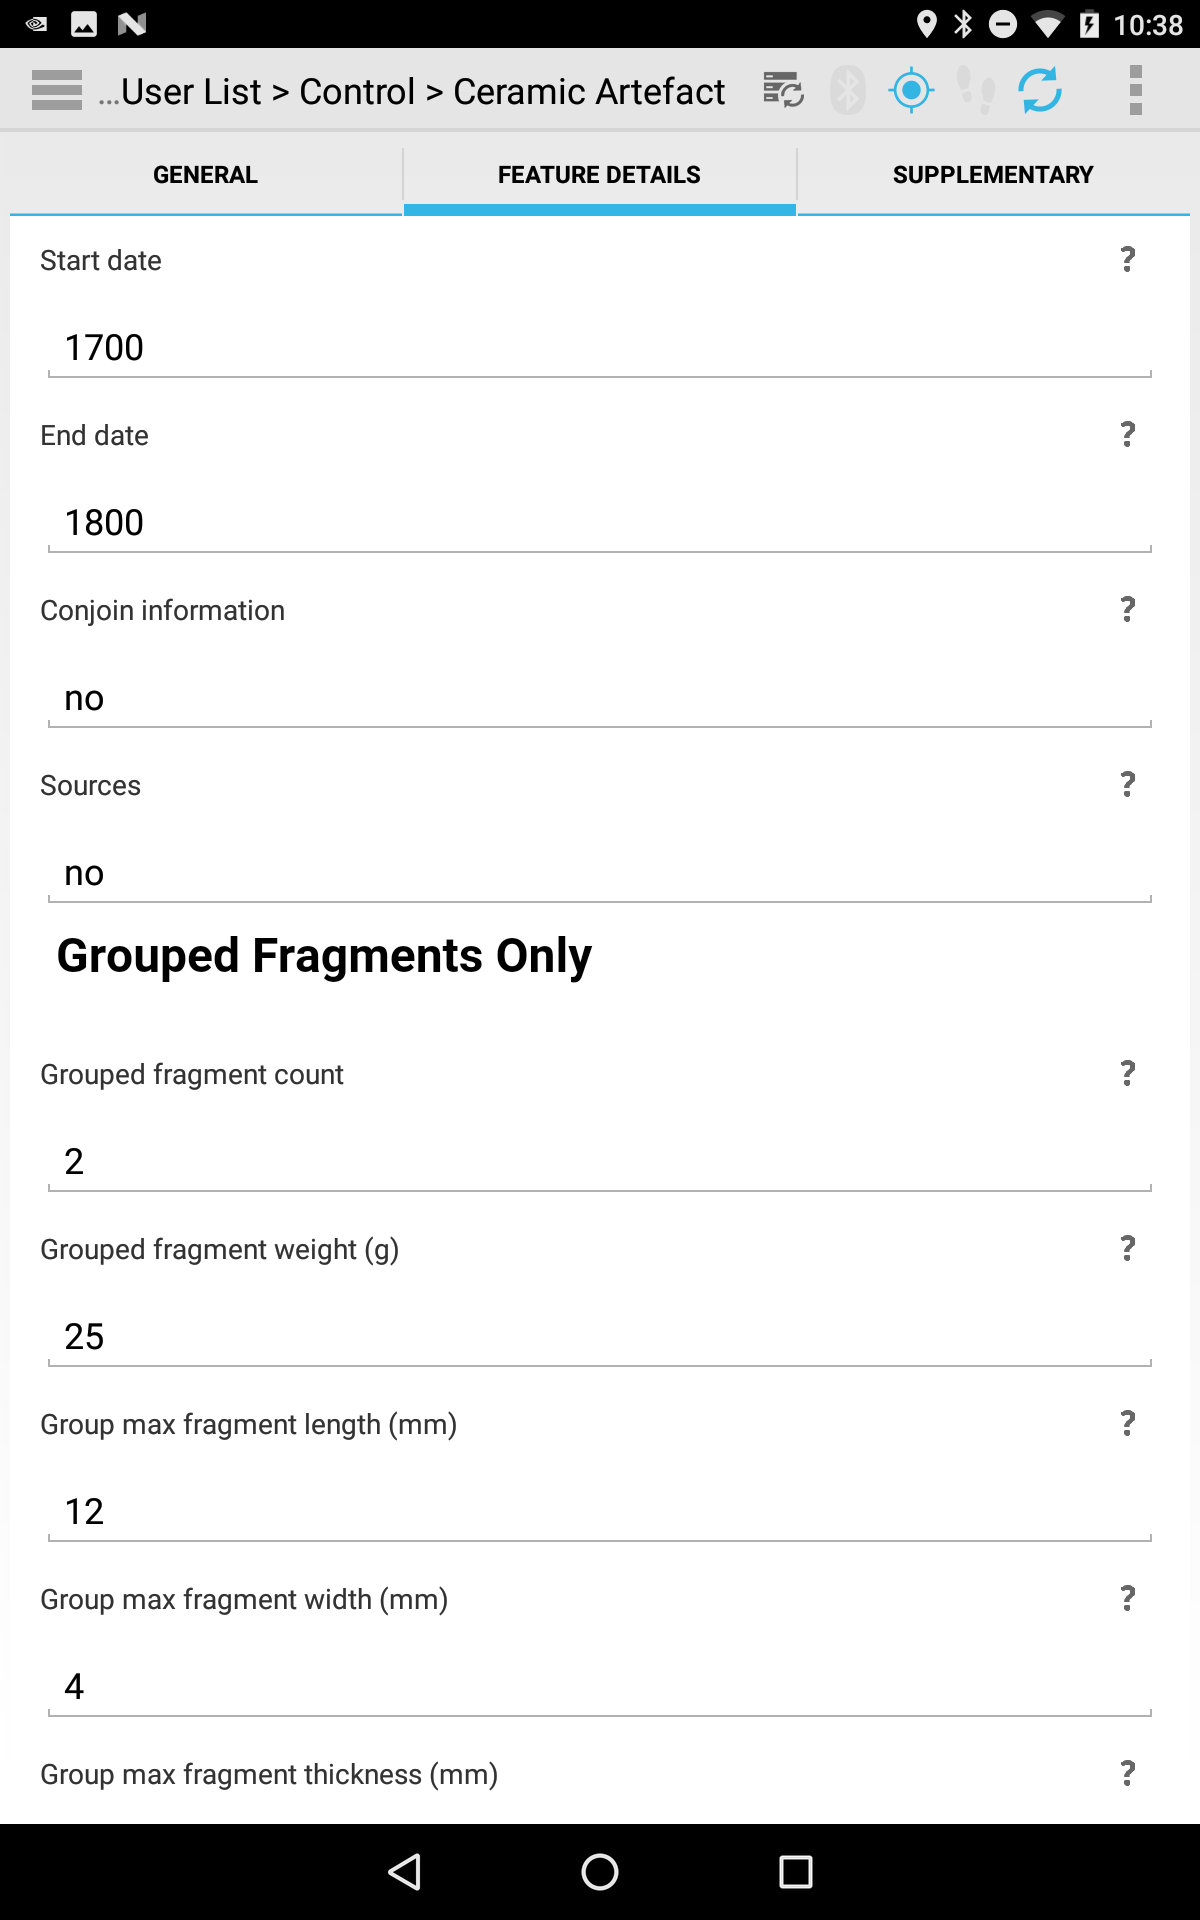 10:38
...User List > Control > Ceramic Artefact
GENERAL
FEATURE DETAILS
SUPPLEMENTARY
Start date ?
1700
End date ?
1800
Conjoin information ?
no
Sources ?
no
Grouped Fragments Only
Grouped fragment count ?
2
Grouped fragment weight (g) ?
25
Group max fragment length (mm) ?
12
Group max fragment width (mm) ?
4
Group max fragment thickness (mm) ?